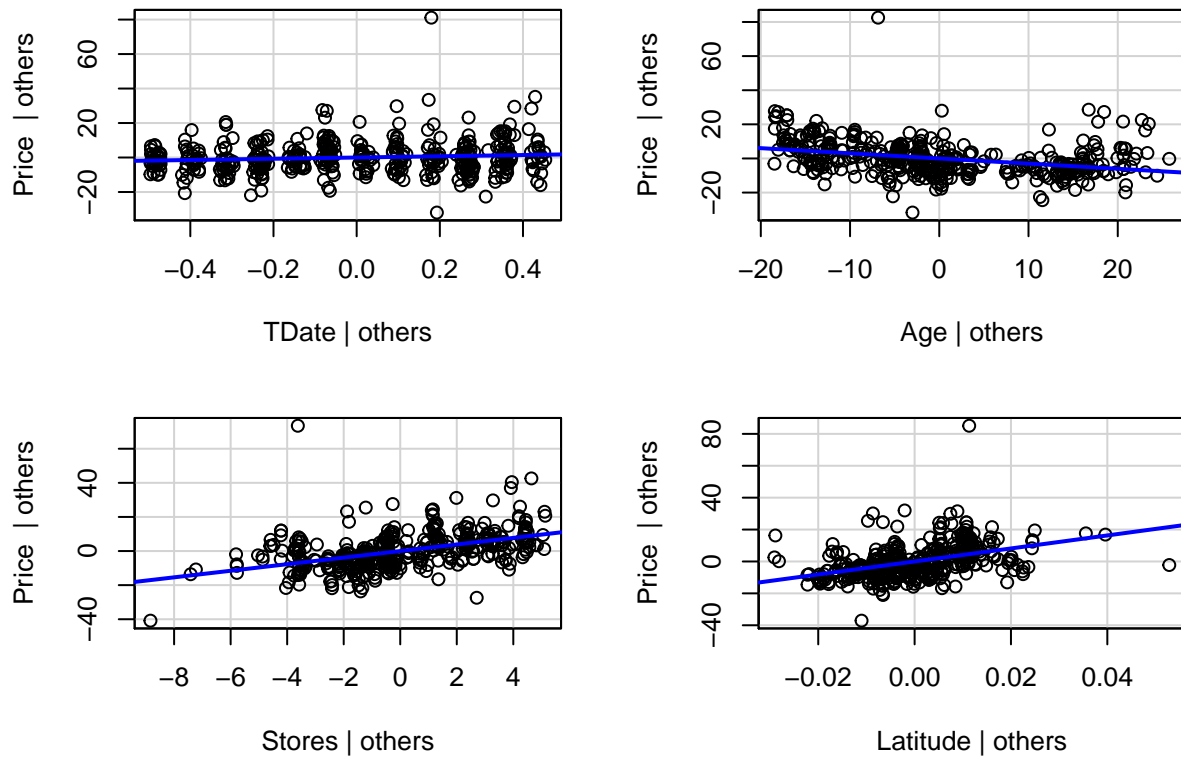 Price | others
60
20
−20
−0.4 −0.2 0.0 0.2 0.4
TDate | others
Price | others
60
20
−20
−20 −10 0 10 20
Age | others
Price | others
40
0
−40
−8 −6 −4 −2 0 2 4
Stores | others
Price | others
80
40
0
−40
−0.02 0.00 0.02 0.04
Latitude | others